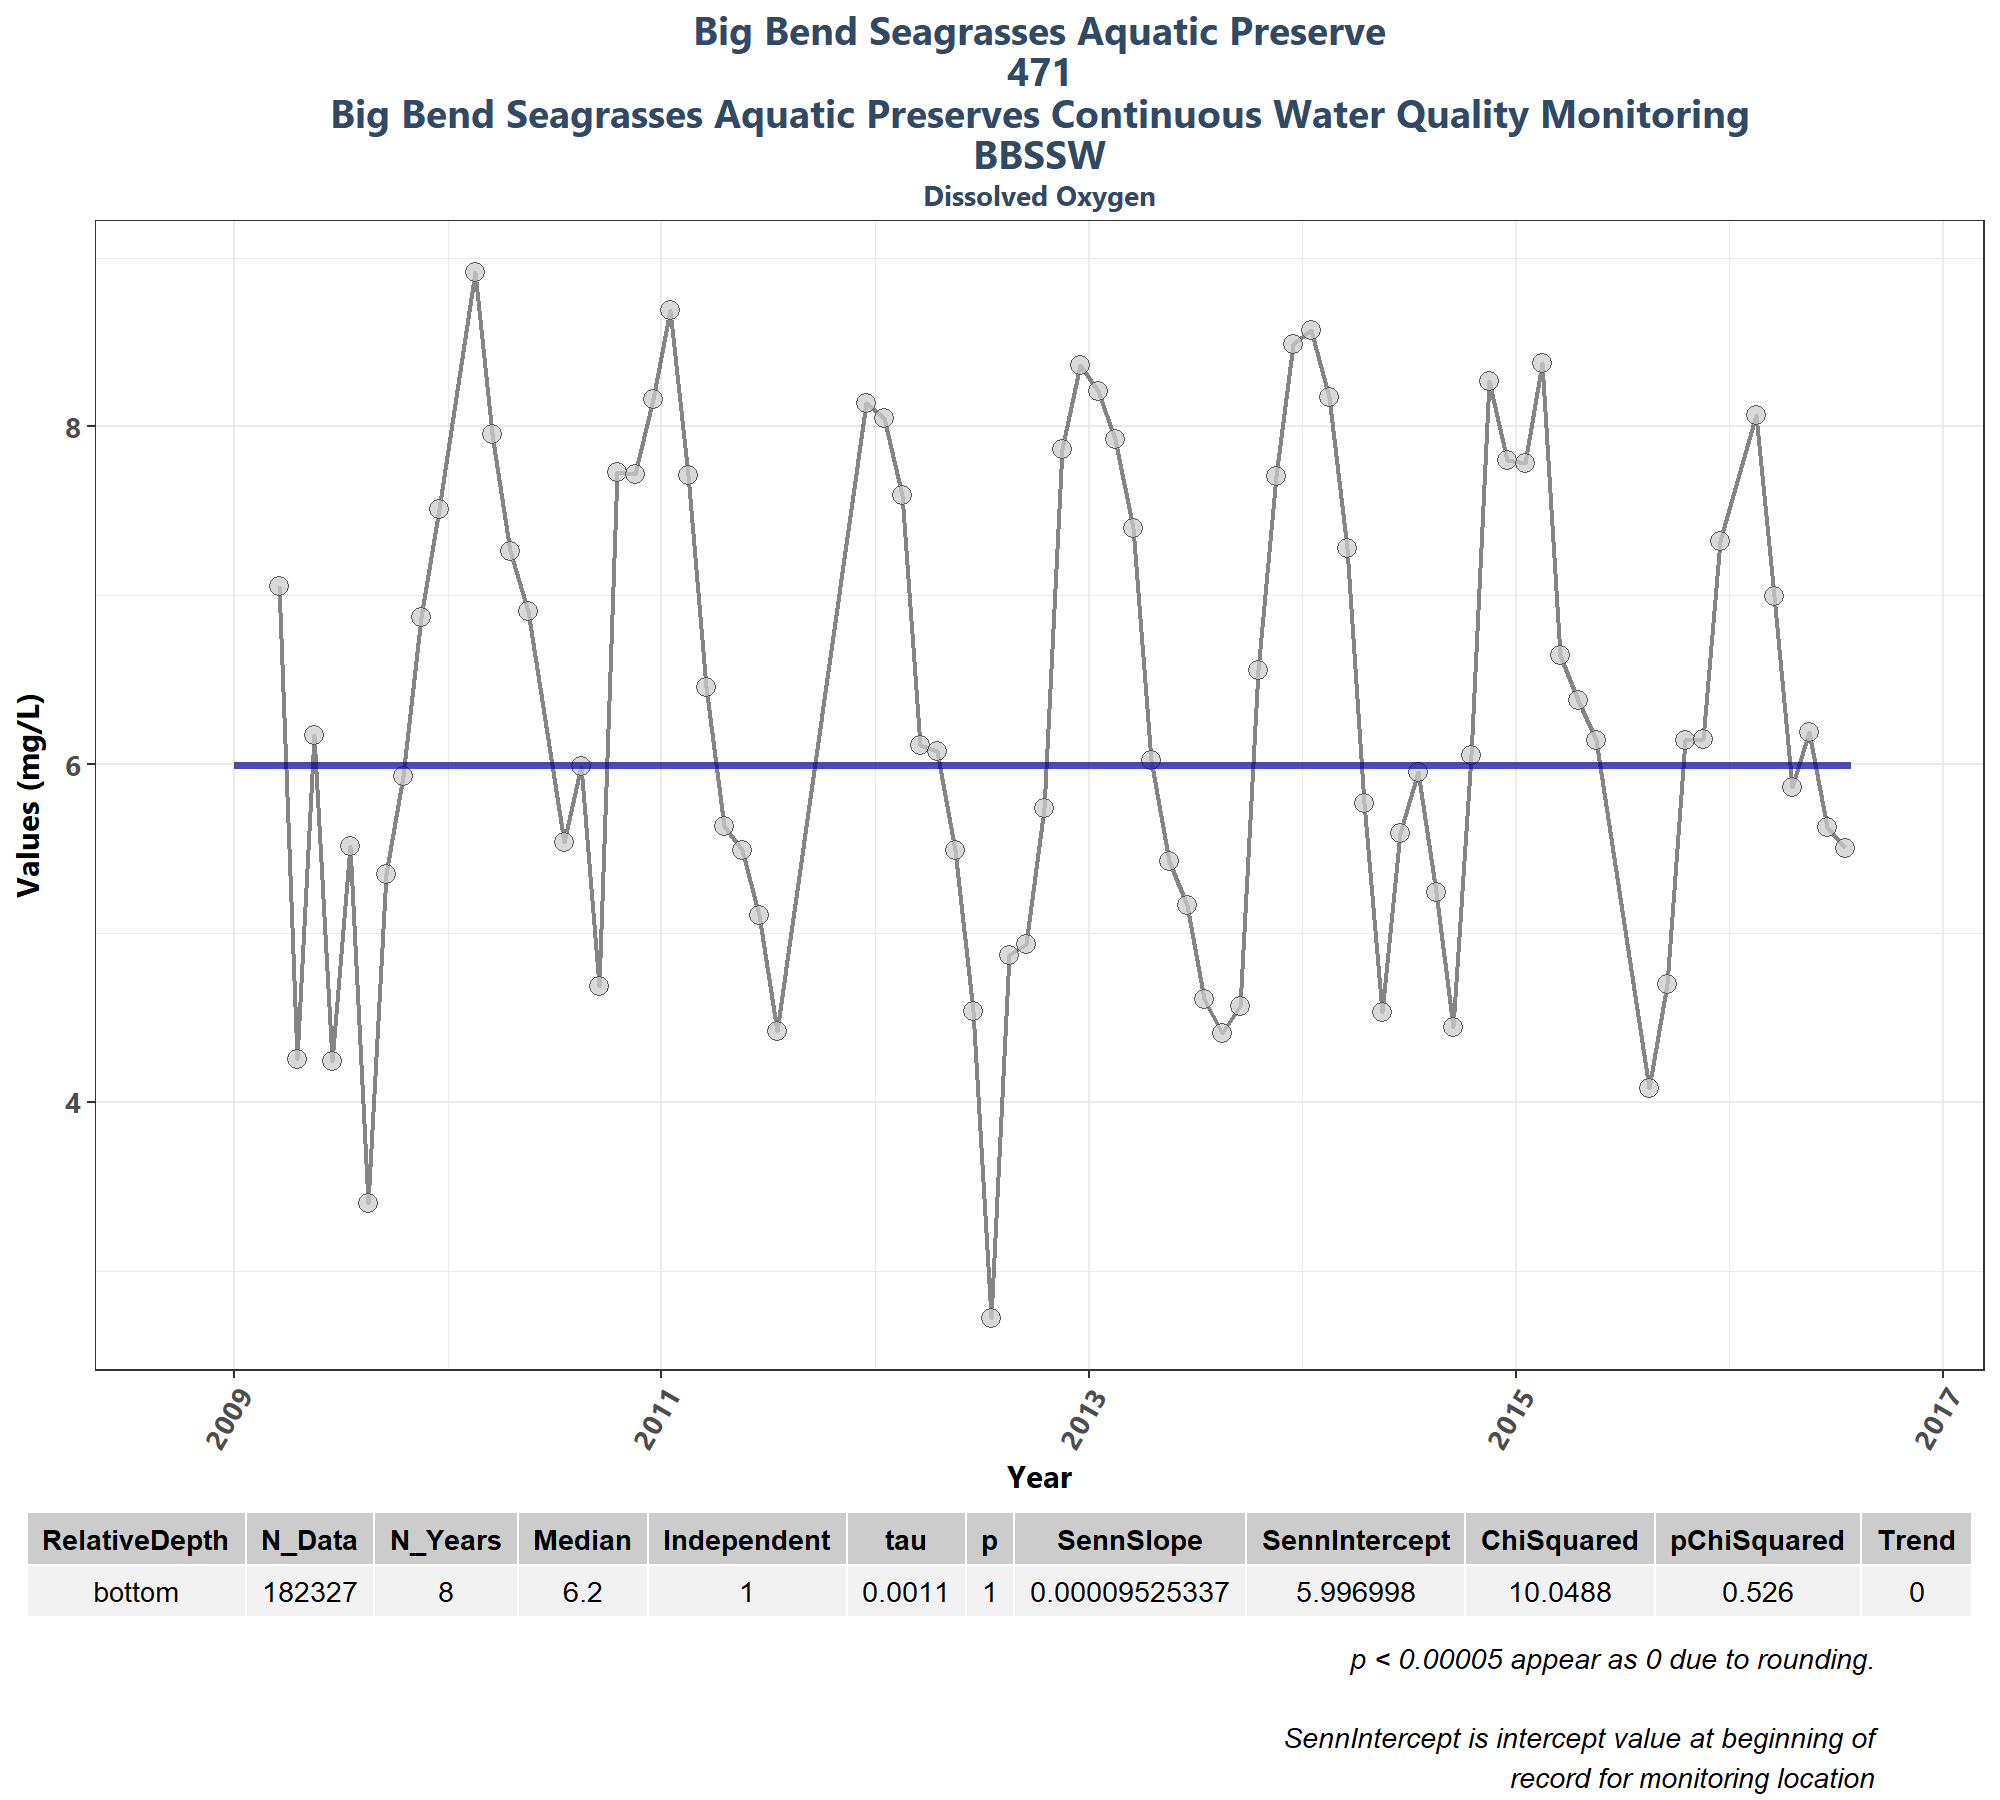 Big Bend Seagrasses Aquatic Preserve
471
Big Bend Seagrasses Aquatic Preserves Continuous Water Quality Monitoring
BBSSW
Dissolved Oxygen
Values (mg/L)
8
6
4
2009
2011
2013
2015
2017
Year
RelativeDepth N_Data N_Years Median Independent tau p SennSlope SennIntercept ChiSquared pChiSquared Trend
bottom 182327 8 6.2 1 0.0011 1 0.00009525337 5.996998 10.0488 0.526 0
p < 0.00005 appear as 0 due to rounding.
SennIntercept is intercept value at beginning of
record for monitoring location